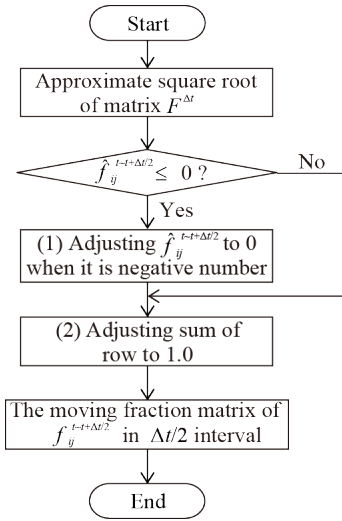 Start
Approximate square root
of matrix F^Δt
f̂_ij^t~t+Δt/2 ≤ 0 ?
No
Yes
(1) Adjusting f̂_ij^t~t+Δt/2 to 0
when it is negative number
(2) Adjusting sum of
row to 1.0
The moving fraction matrix of
f_ij^t~t+Δt/2 in Δt/2 interval
End